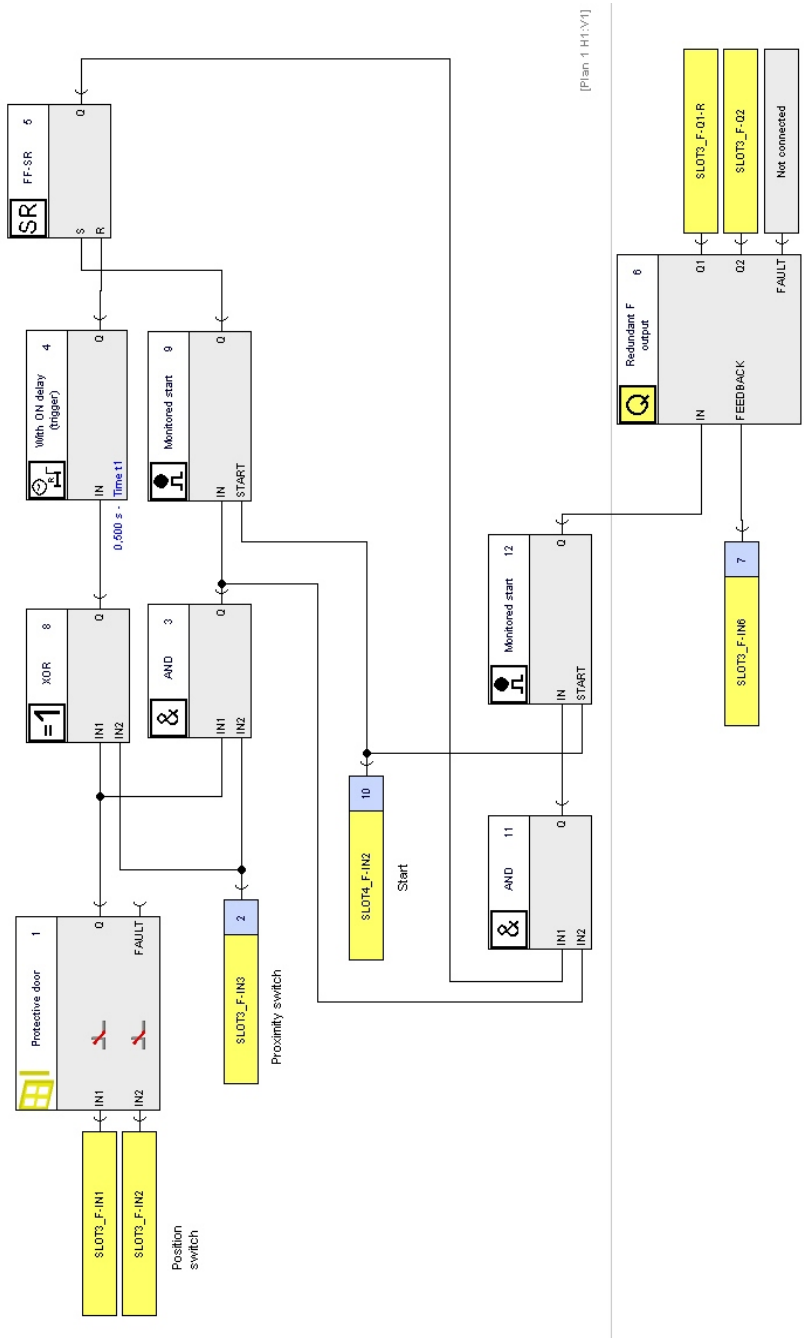 [Plan 1 H1:V1]
SLOT3_F-IN1
SLOT3_F-IN2
Position
switch
Protective door 1
IN1
IN2
Q
FAULT
SLOT3_F-IN3
2
Proximity switch
=1
XOR 8
IN1
IN2
Q
&
AND 3
IN1
IN2
Q
With ON delay
(trigger)
4
R
IN
Q
0,500 s - Time t1
Monitored start 9
IN
START
Q
SR
FF-SR 5
S
R
Q
SLOT4_F-IN2
10
Start
&
AND 11
IN1
IN2
Q
Monitored start 12
IN
START
Q
SLOT3_F-IN6
7
Q
Redundant F
output
6
IN
FEEDBACK
Q1
Q2
FAULT
SLOT3_F-Q1-R
SLOT3_F-Q2
Not connected